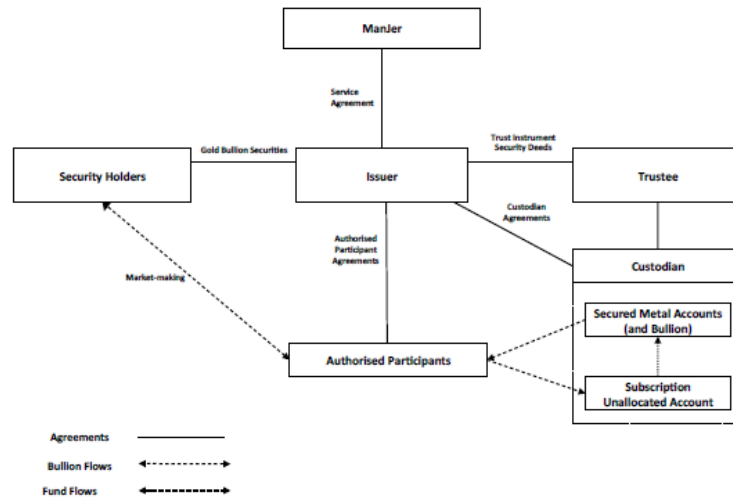 ManJer
Service
Agreement
Trust Instrument
Security Deeds
Gold Bullion Securities
Security Holders
Issuer
Trustee
Custodian
Agreements
Authorised
Participant
Agreements
Custodian
Market-making
Secured Metal Accounts
(and Bullion)
Authorised Participants
Subscription
Unallocated Account
Agreements
Bullion Flows
Fund Flows